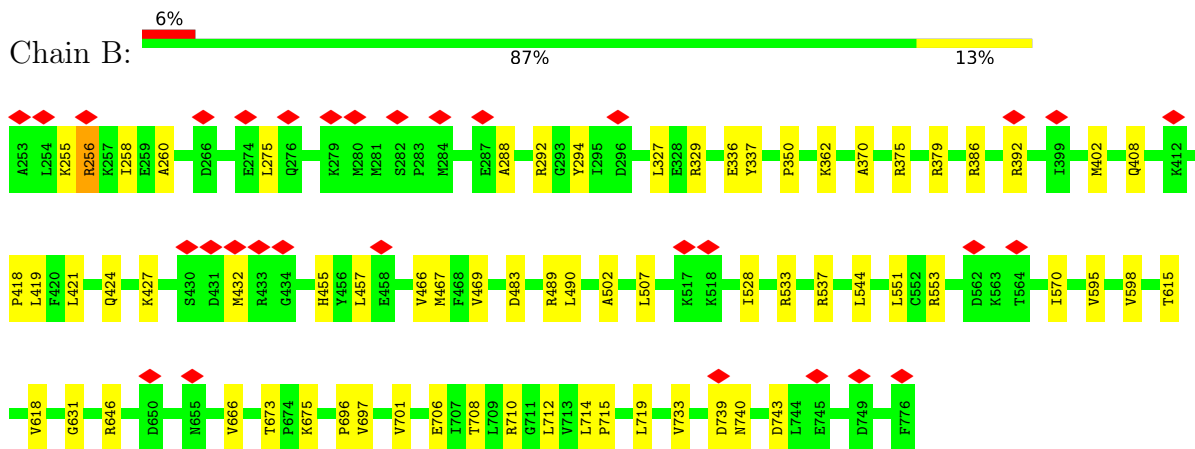 6%
Chain B:
87% 13%
A253 L254 K255 R256 K257 I258 E259 A260 D266 E274 L275 Q276 K279 M280 M281 S282 P283 M284 E287 A288 R292 G293 Y294 I295 D296 L327 E328 R329 E336 Y337 P350 K362 A370 R375 R379 R386 R392 I399 M402 Q408 K412
P418 L419 F420 L421 Q424 K427 S430 D431 M432 R433 G434 H455 Y456 L457 E458 V466 M467 F468 V469 D483 R489 L490 A502 L507 K517 K518 I528 R533 R537 L544 L551 C552 R553 D562 K563 T564 I570 V595 V598 T615
V618 G631 R646 D650 N655 V666 T673 P674 K675 P696 V697 V701 E706 I707 T708 L709 R710 G711 L712 V713 L714 P715 L719 V733 D739 N740 D743 L744 E745 D749 F776